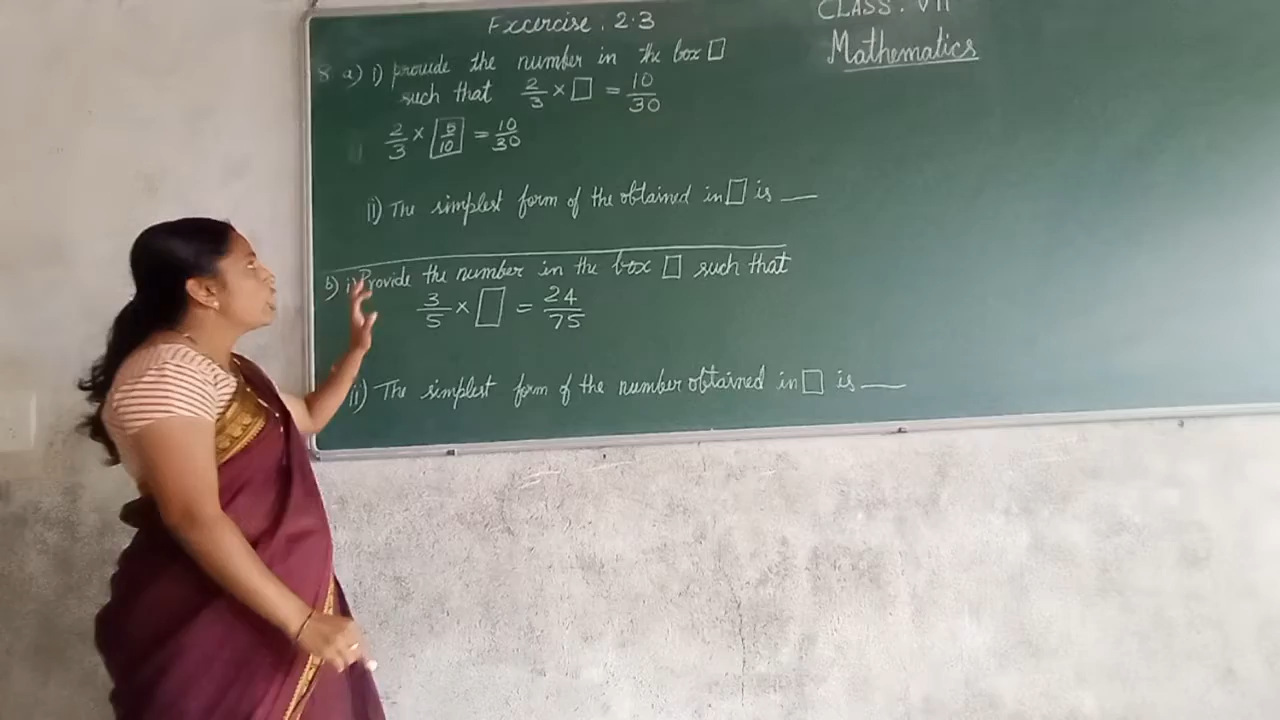 Excercise. 2.3
CLASS. VII
Mathematics
8 a) i) provide the number in the box □
such that 2/3 × □ = 10/30
2/3 × 5/10 = 10/30
ii) The simplest form of the obtained in □ is __
b) i) Provide the number in the box □ such that
3/5 × □ = 24/75
ii) The simplest form of the number obtained in □ is __